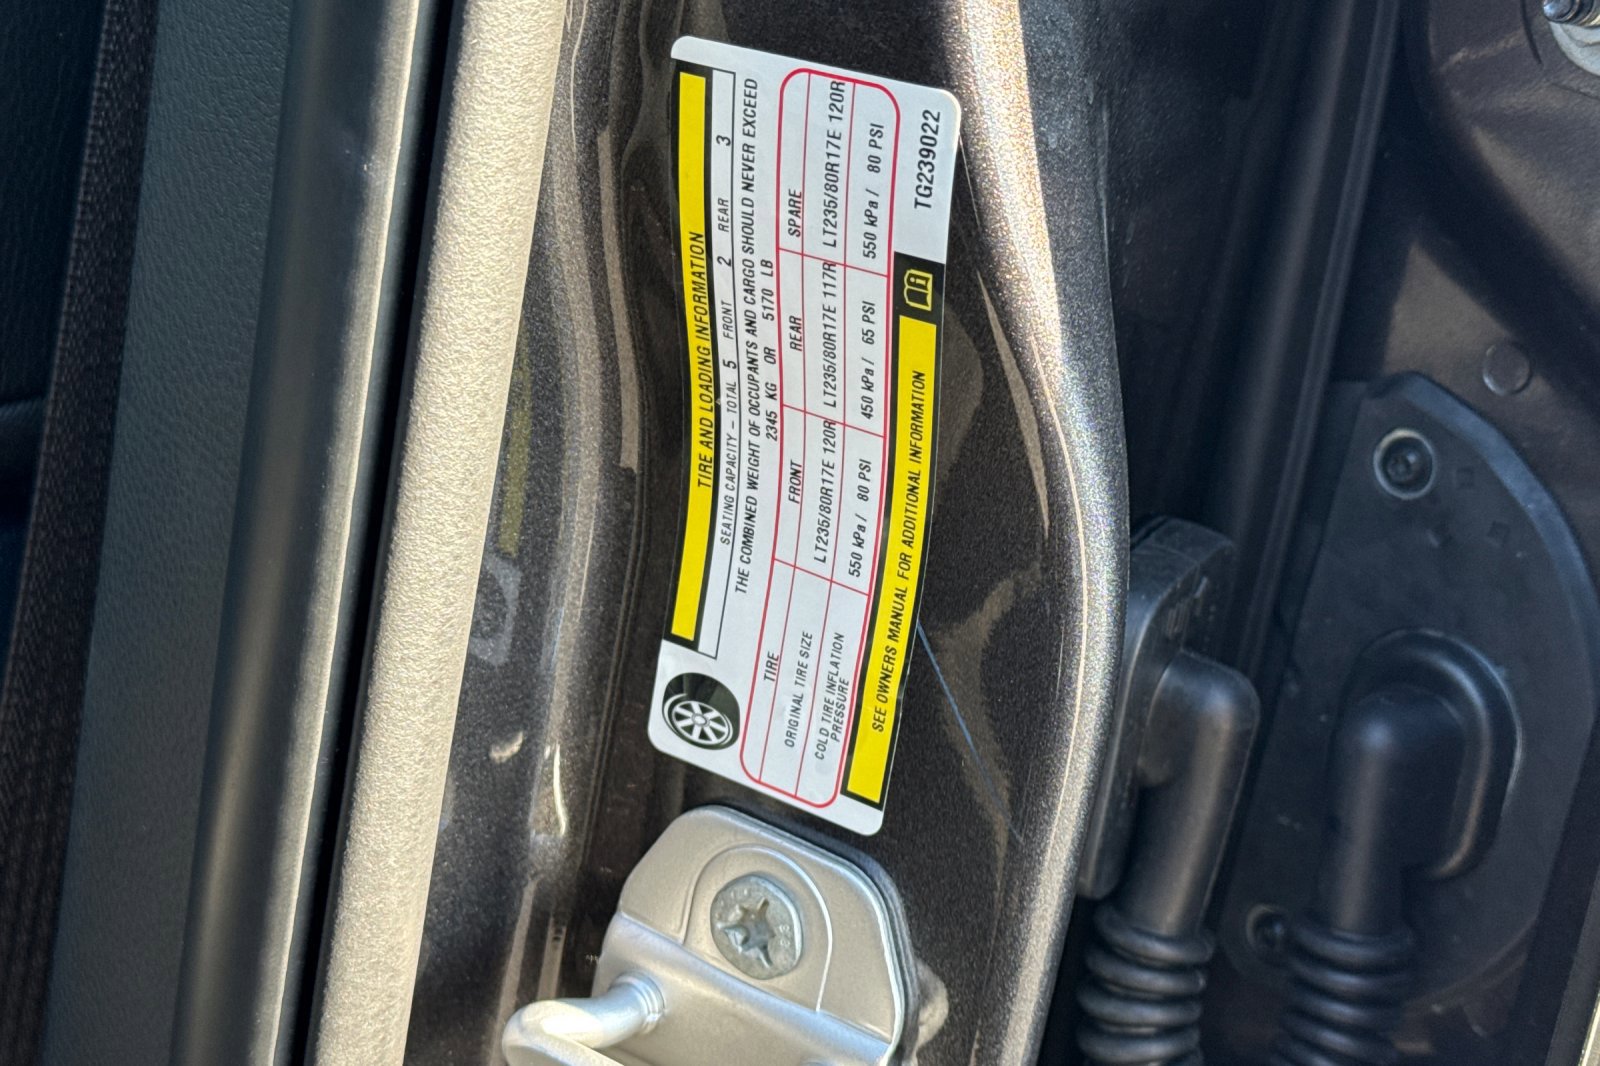 TIRE AND LOADING INFORMATION
SEATING CAPACITY – TOTAL 5 FRONT 2 REAR 3
THE COMBINED WEIGHT OF OCCUPANTS AND CARGO SHOULD NEVER EXCEED
2345 KG OR 5170 LB
TIRE FRONT REAR SPARE
ORIGINAL TIRE SIZE LT235/80R17E 120R LT235/80R17E 117R LT235/80R17E 120R
COLD TIRE INFLATION PRESSURE 550 kPa / 80 PSI 450 kPa / 65 PSI 550 kPa / 80 PSI
SEE OWNERS MANUAL FOR ADDITIONAL INFORMATION
TG239022